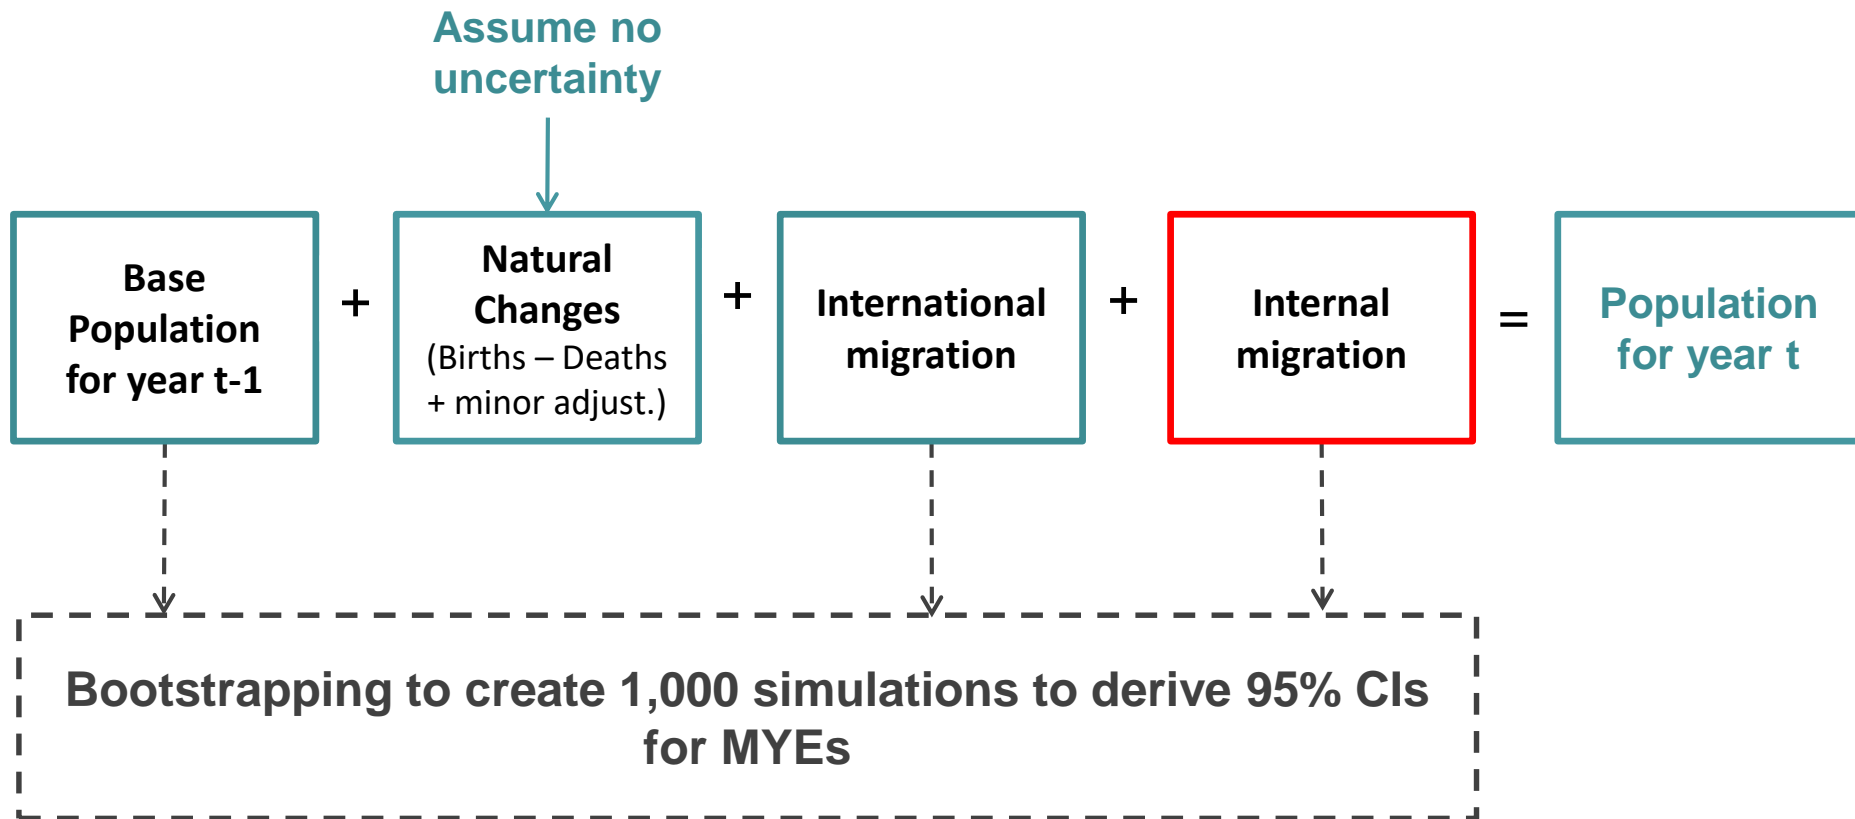 Assume no
uncertainty
Base
Population
for year t-1
+
Natural
Changes
(Births – Deaths
+ minor adjust.)
+
International
migration
+
Internal
migration
=
Population
for year t
Bootstrapping to create 1,000 simulations to derive 95% CIs
for MYEs